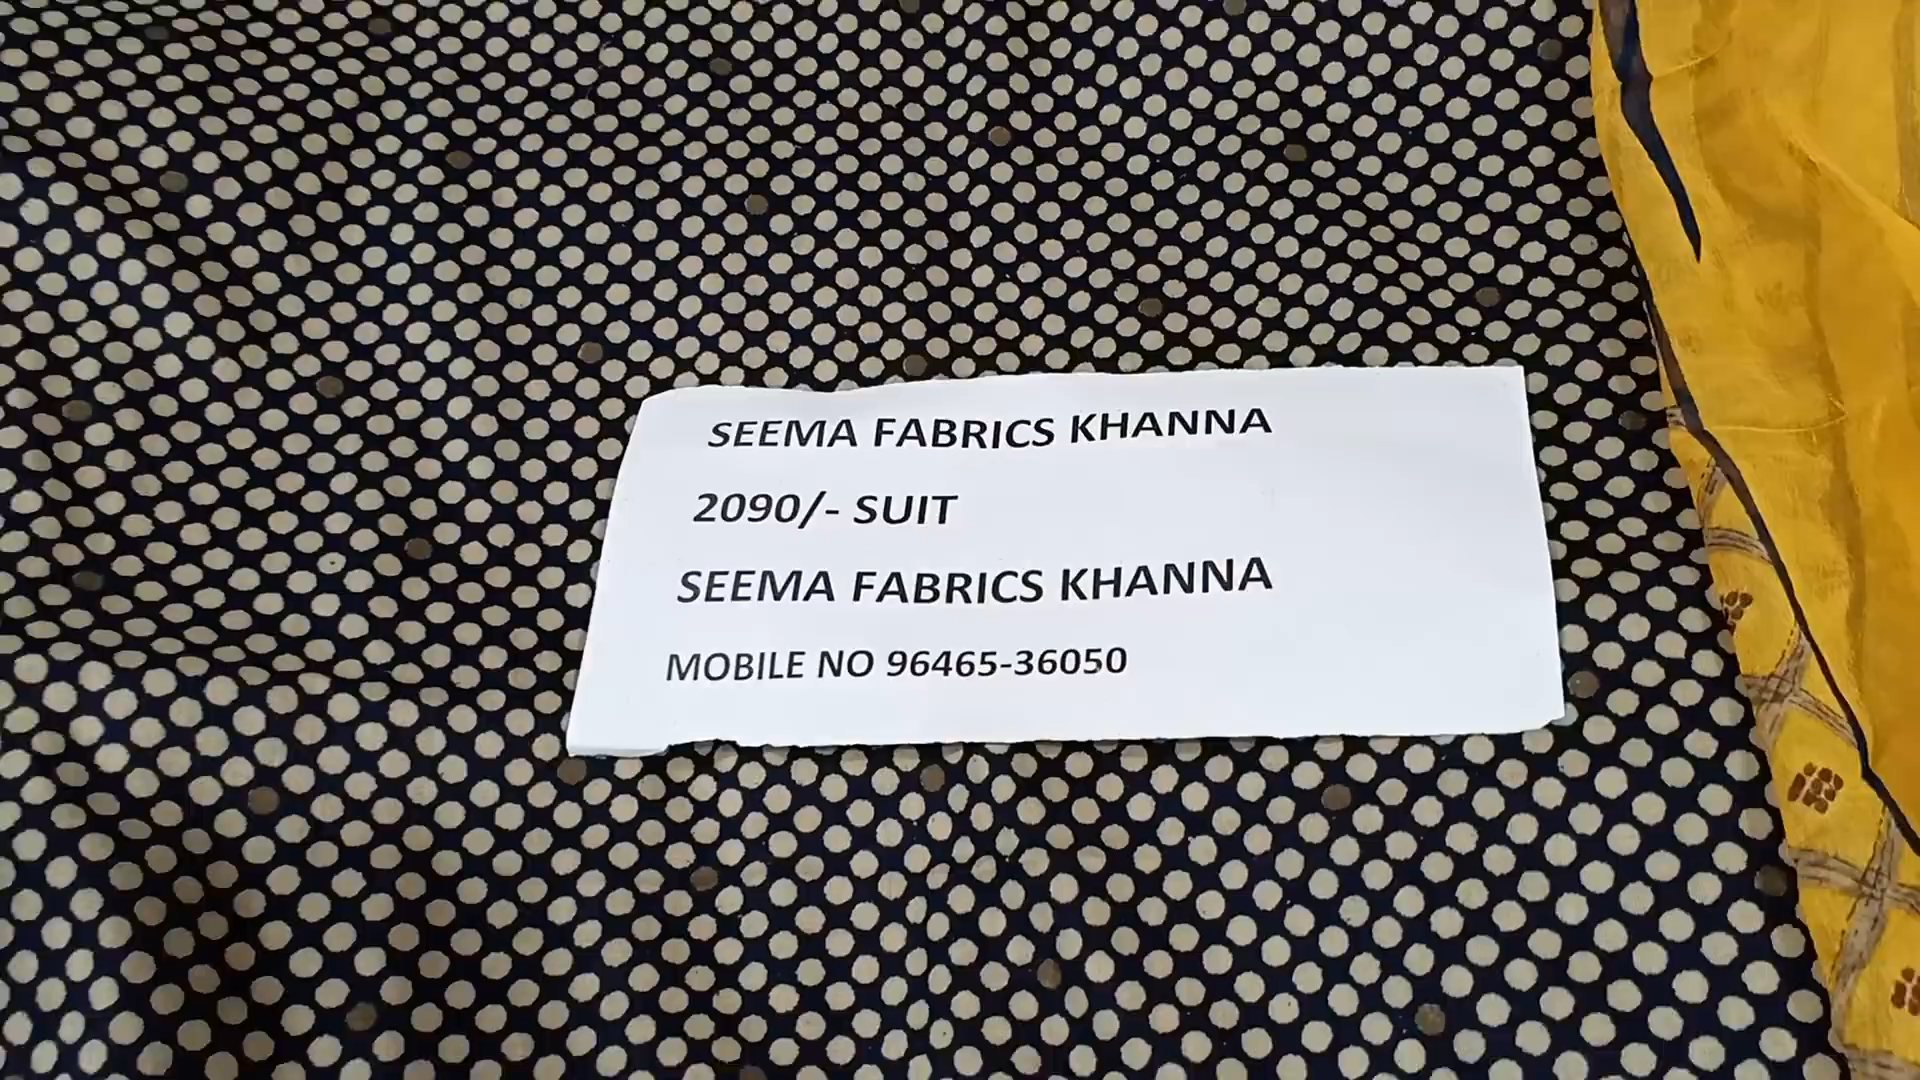 SEEMA FABRICS KHANNA
2090/- SUIT
SEEMA FABRICS KHANNA
MOBILE NO 96465-36050